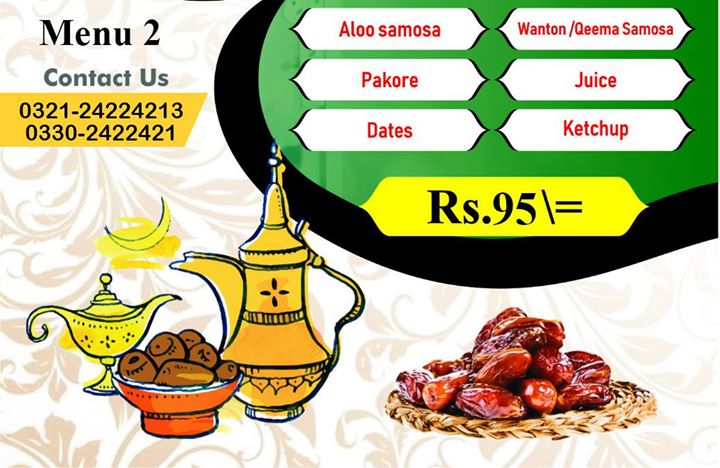 Menu 2
Contact Us
0321-24224213
0330-2422421
Aloo samosa
Wanton /Qeema Samosa
Pakore
Juice
Dates
Ketchup
Rs.95\=